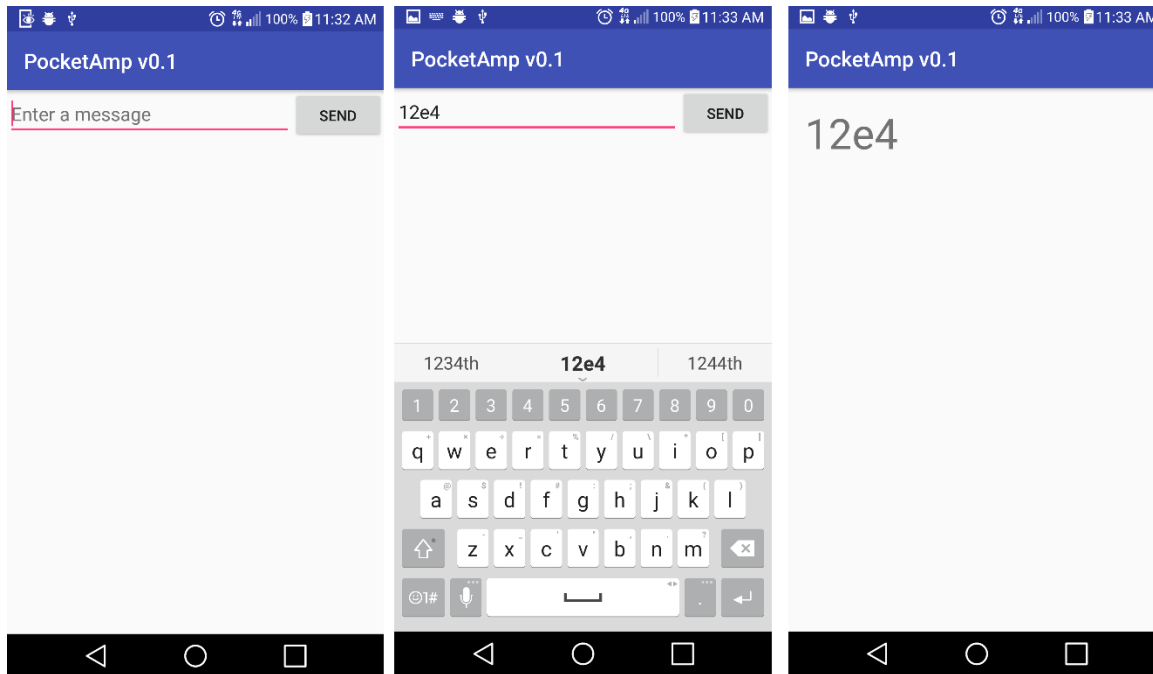 100% 11:32 AM
PocketAmp v0.1
Enter a message
SEND
100% 11:33 AM
PocketAmp v0.1
12e4
SEND
1234th 12e4 1244th
1 2 3 4 5 6 7 8 9 0
q w e r t y u i o p
a s d f g h j k l
z x c v b n m
1#
.
100% 11:33 AM
PocketAmp v0.1
12e4